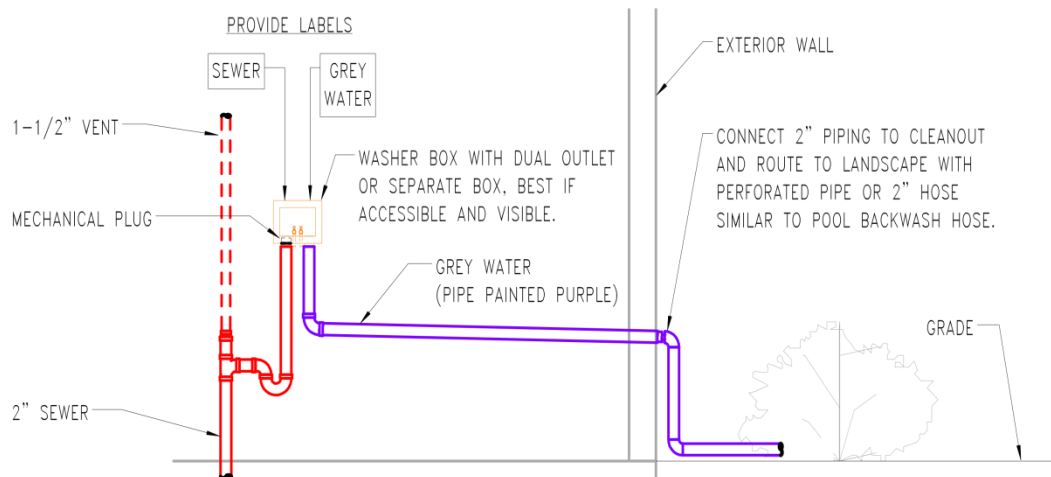 PROVIDE LABELS
SEWER
GREY
WATER
EXTERIOR WALL
1-1/2" VENT
WASHER BOX WITH DUAL OUTLET
OR SEPARATE BOX, BEST IF
ACCESSIBLE AND VISIBLE.
CONNECT 2" PIPING TO CLEANOUT
AND ROUTE TO LANDSCAPE WITH
PERFORATED PIPE OR 2" HOSE
SIMILAR TO POOL BACKWASH HOSE.
MECHANICAL PLUG
GREY WATER
(PIPE PAINTED PURPLE)
GRADE
2" SEWER